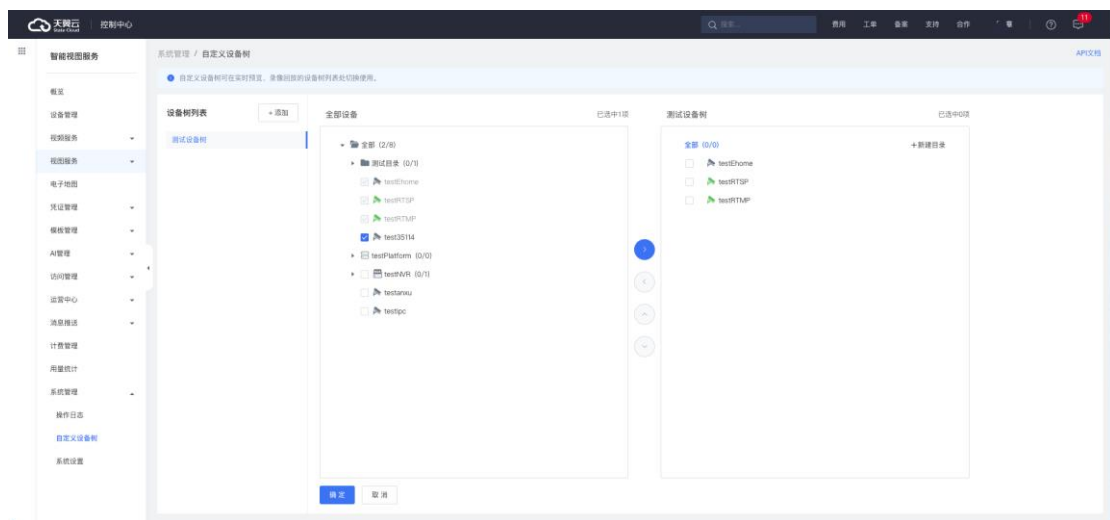 天翼云 控制中心 搜索... 费用 工单 备案 支持 合作 11
State Cloud
智能视图服务
系统管理 / 自定义设备树 API文档
自定义设备树可在实时预览、录像回放的设备树列表处切换使用。
概览
设备管理
视频服务
视图服务
电子地图
凭证管理
模板管理
AI管理
访问管理
运营中心
消息推送
计费管理
用量统计
系统管理
操作日志
自定义设备树
系统设置
设备树列表 +添加
测试设备树
全部设备 已选中1项
全部 (2/8)
测试目录 (0/1)
testEhome
testRTSP
testRTMP
test35114
testPlatform (0/0)
testNVR (0/1)
testanxu
testipc
测试设备树 已选中0项
全部 (0/0) +新建目录
testEhome
testRTSP
testRTMP
确定 取消